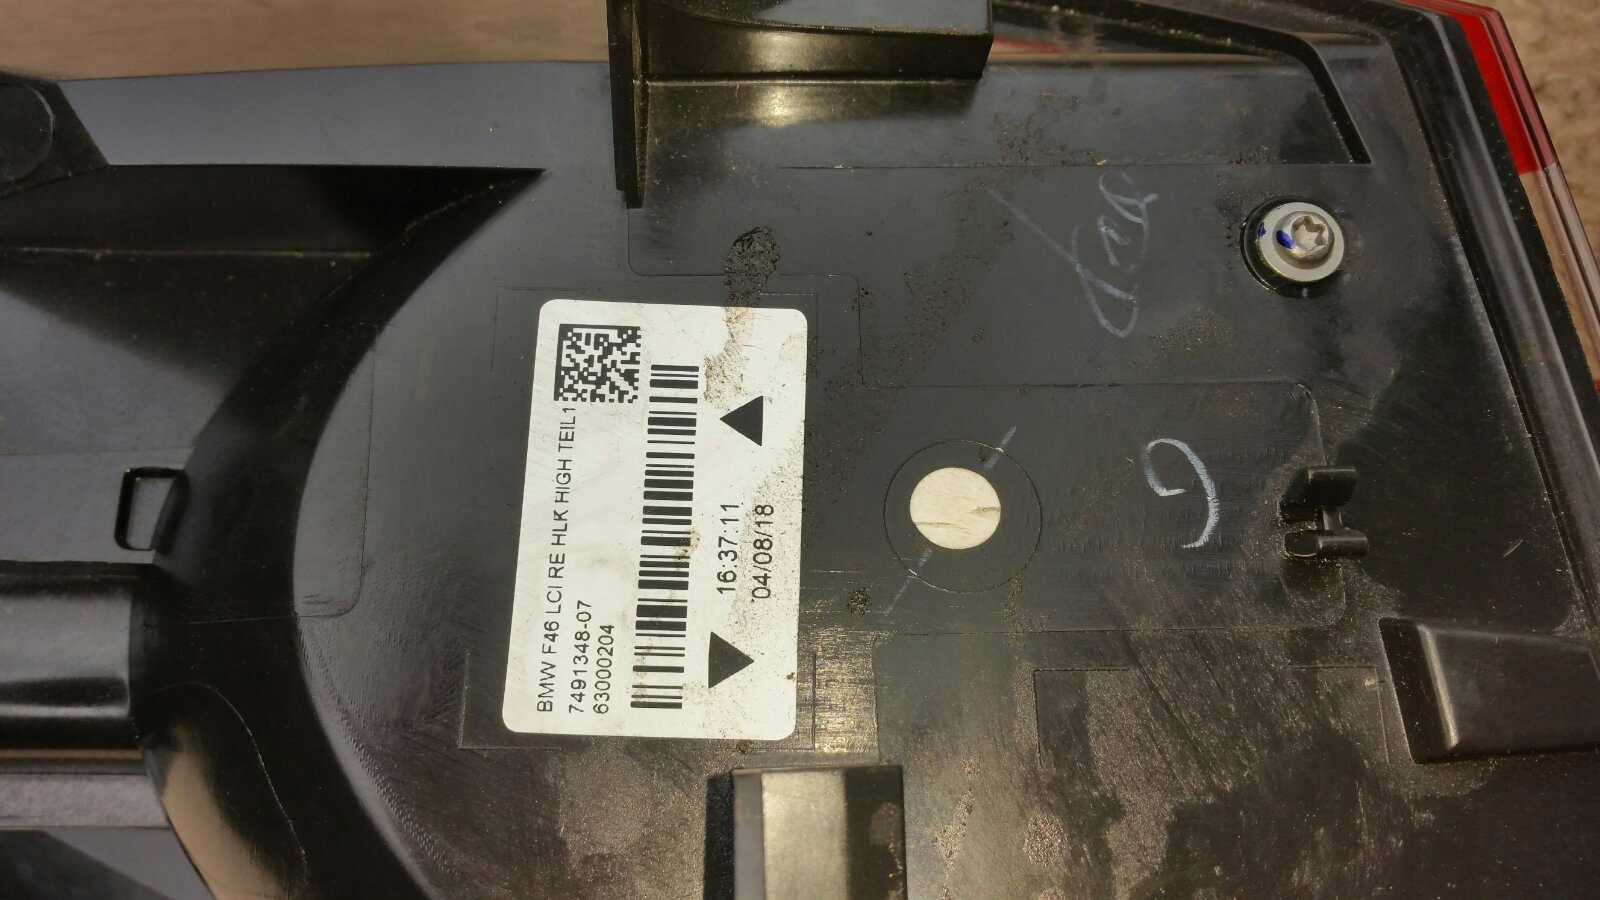 BMW F46 LCI RE HLK HIGH TEIL1
7491348-07
63000204
16:37:11
04/08/18